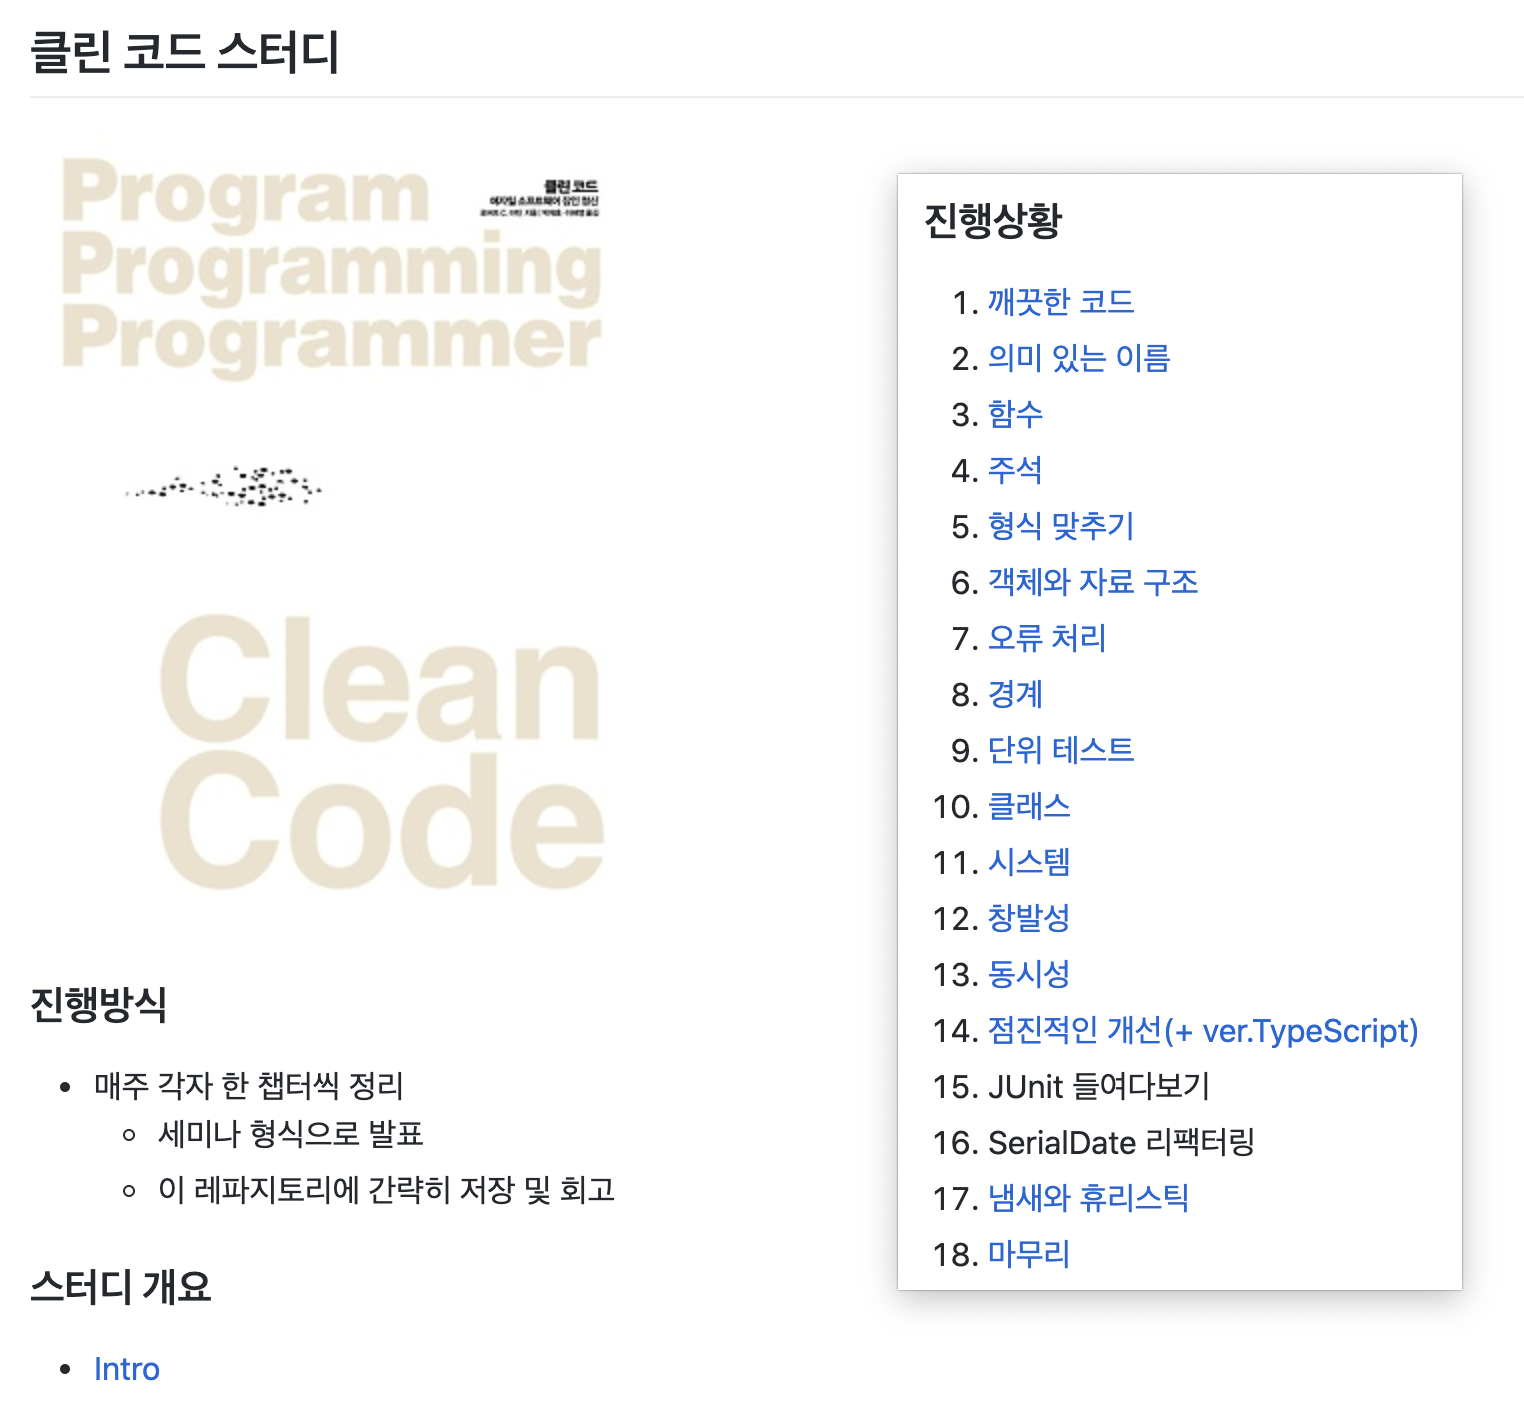 클린 코드 스터디
Program
Programming
Programmer
클린 코드
애자일 소프트웨어 장인 정신
Clean
Code
진행방식
매주 각자 한 챕터씩 정리
세미나 형식으로 발표
이 레파지토리에 간략히 저장 및 회고
스터디 개요
Intro
진행상황
1. 깨끗한 코드
2. 의미 있는 이름
3. 함수
4. 주석
5. 형식 맞추기
6. 객체와 자료 구조
7. 오류 처리
8. 경계
9. 단위 테스트
10. 클래스
11. 시스템
12. 창발성
13. 동시성
14. 점진적인 개선(+ ver.TypeScript)
15. JUnit 들여다보기
16. SerialDate 리팩터링
17. 냄새와 휴리스틱
18. 마무리